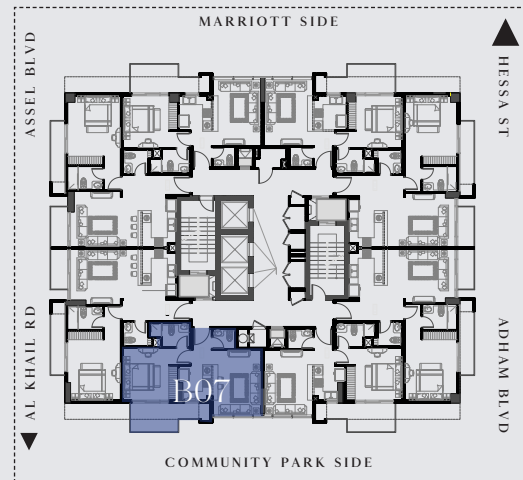 MARRIOTT SIDE
ASSEL BLVD
HESSA ST
B07
AL KHAIL RD
ADHAM BLVD
COMMUNITY PARK SIDE